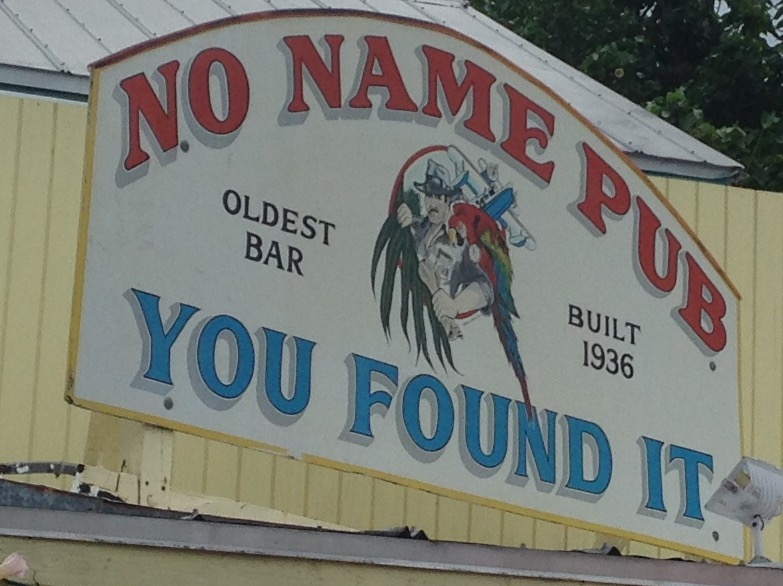 NO NAME PUB
OLDEST
BAR
BUILT
1936
YOU FOUND IT